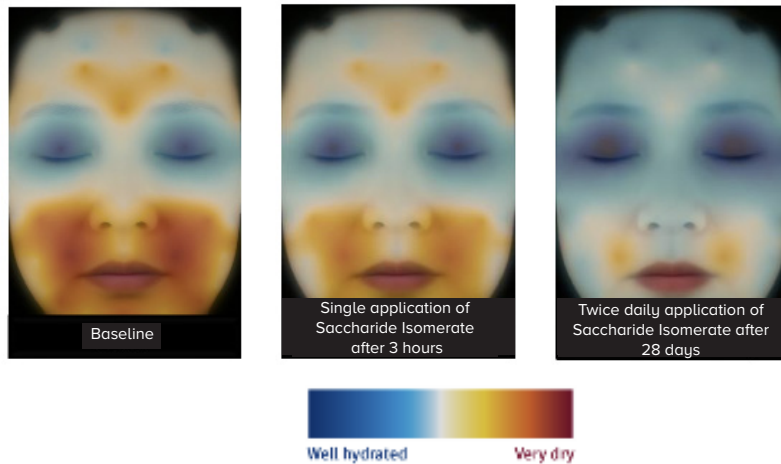 Baseline
Single application of
Saccharide Isomerate
after 3 hours
Twice daily application of
Saccharide Isomerate after
28 days
Well hydrated
Very dry